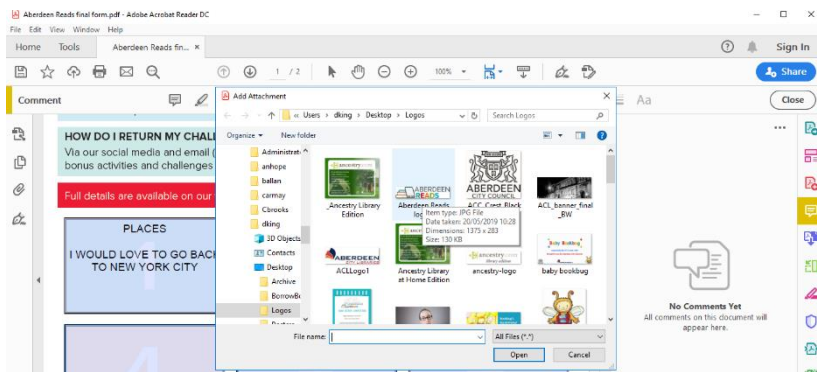 Aberdeen Reads final form.pdf - Adobe Acrobat Reader DC
File Edit View Window Help
Home Tools Aberdeen Reads fin... × Sign In
1 / 2 100% Share
Comment Aa Close
Add Attachment
« Users › dking › Desktop › Logos Search Logos
Organize New folder
HOW DO I RETURN MY CHAL
Via our social media and email (
bonus activities and challenges
Full details are available on our
PLACES
I WOULD LOVE TO GO BACK
TO NEW YORK CITY
4
Administrat
anhope
ballan
carmay
Cbrooks
dking
3D Objects
Contacts
Desktop
Archive
BorrowBo
Logos
_Ancestry Library
Edition
ABERDEEN
READS
Aberdeen Reads
ABERDEEN
CITY COUNCIL
ACC_Crest_Black
ACL_banner_final
_BW
Item type: JPG File
Date taken: 20/05/2019 10:28
Dimensions: 1375 x 283
Size: 130 KB
ABERDEEN
ACLLogo1
Ancestry Library
at Home Edition
ancestry-logo
Baby Bookbug
baby bookbug
File name: All Files (*.*)
Open Cancel
No Comments Yet
All comments on this document will
appear here.